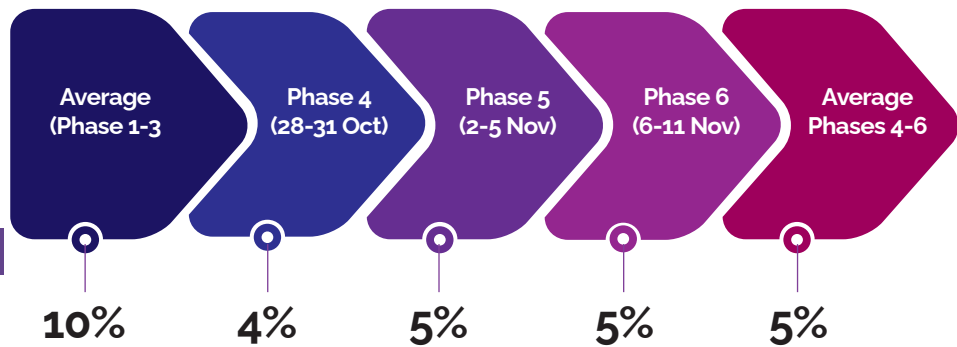 Average
(Phase 1-3
Phase 4
(28-31 Oct)
Phase 5
(2-5 Nov)
Phase 6
(6-11 Nov)
Average
Phases 4-6
10%
4%
5%
5%
5%